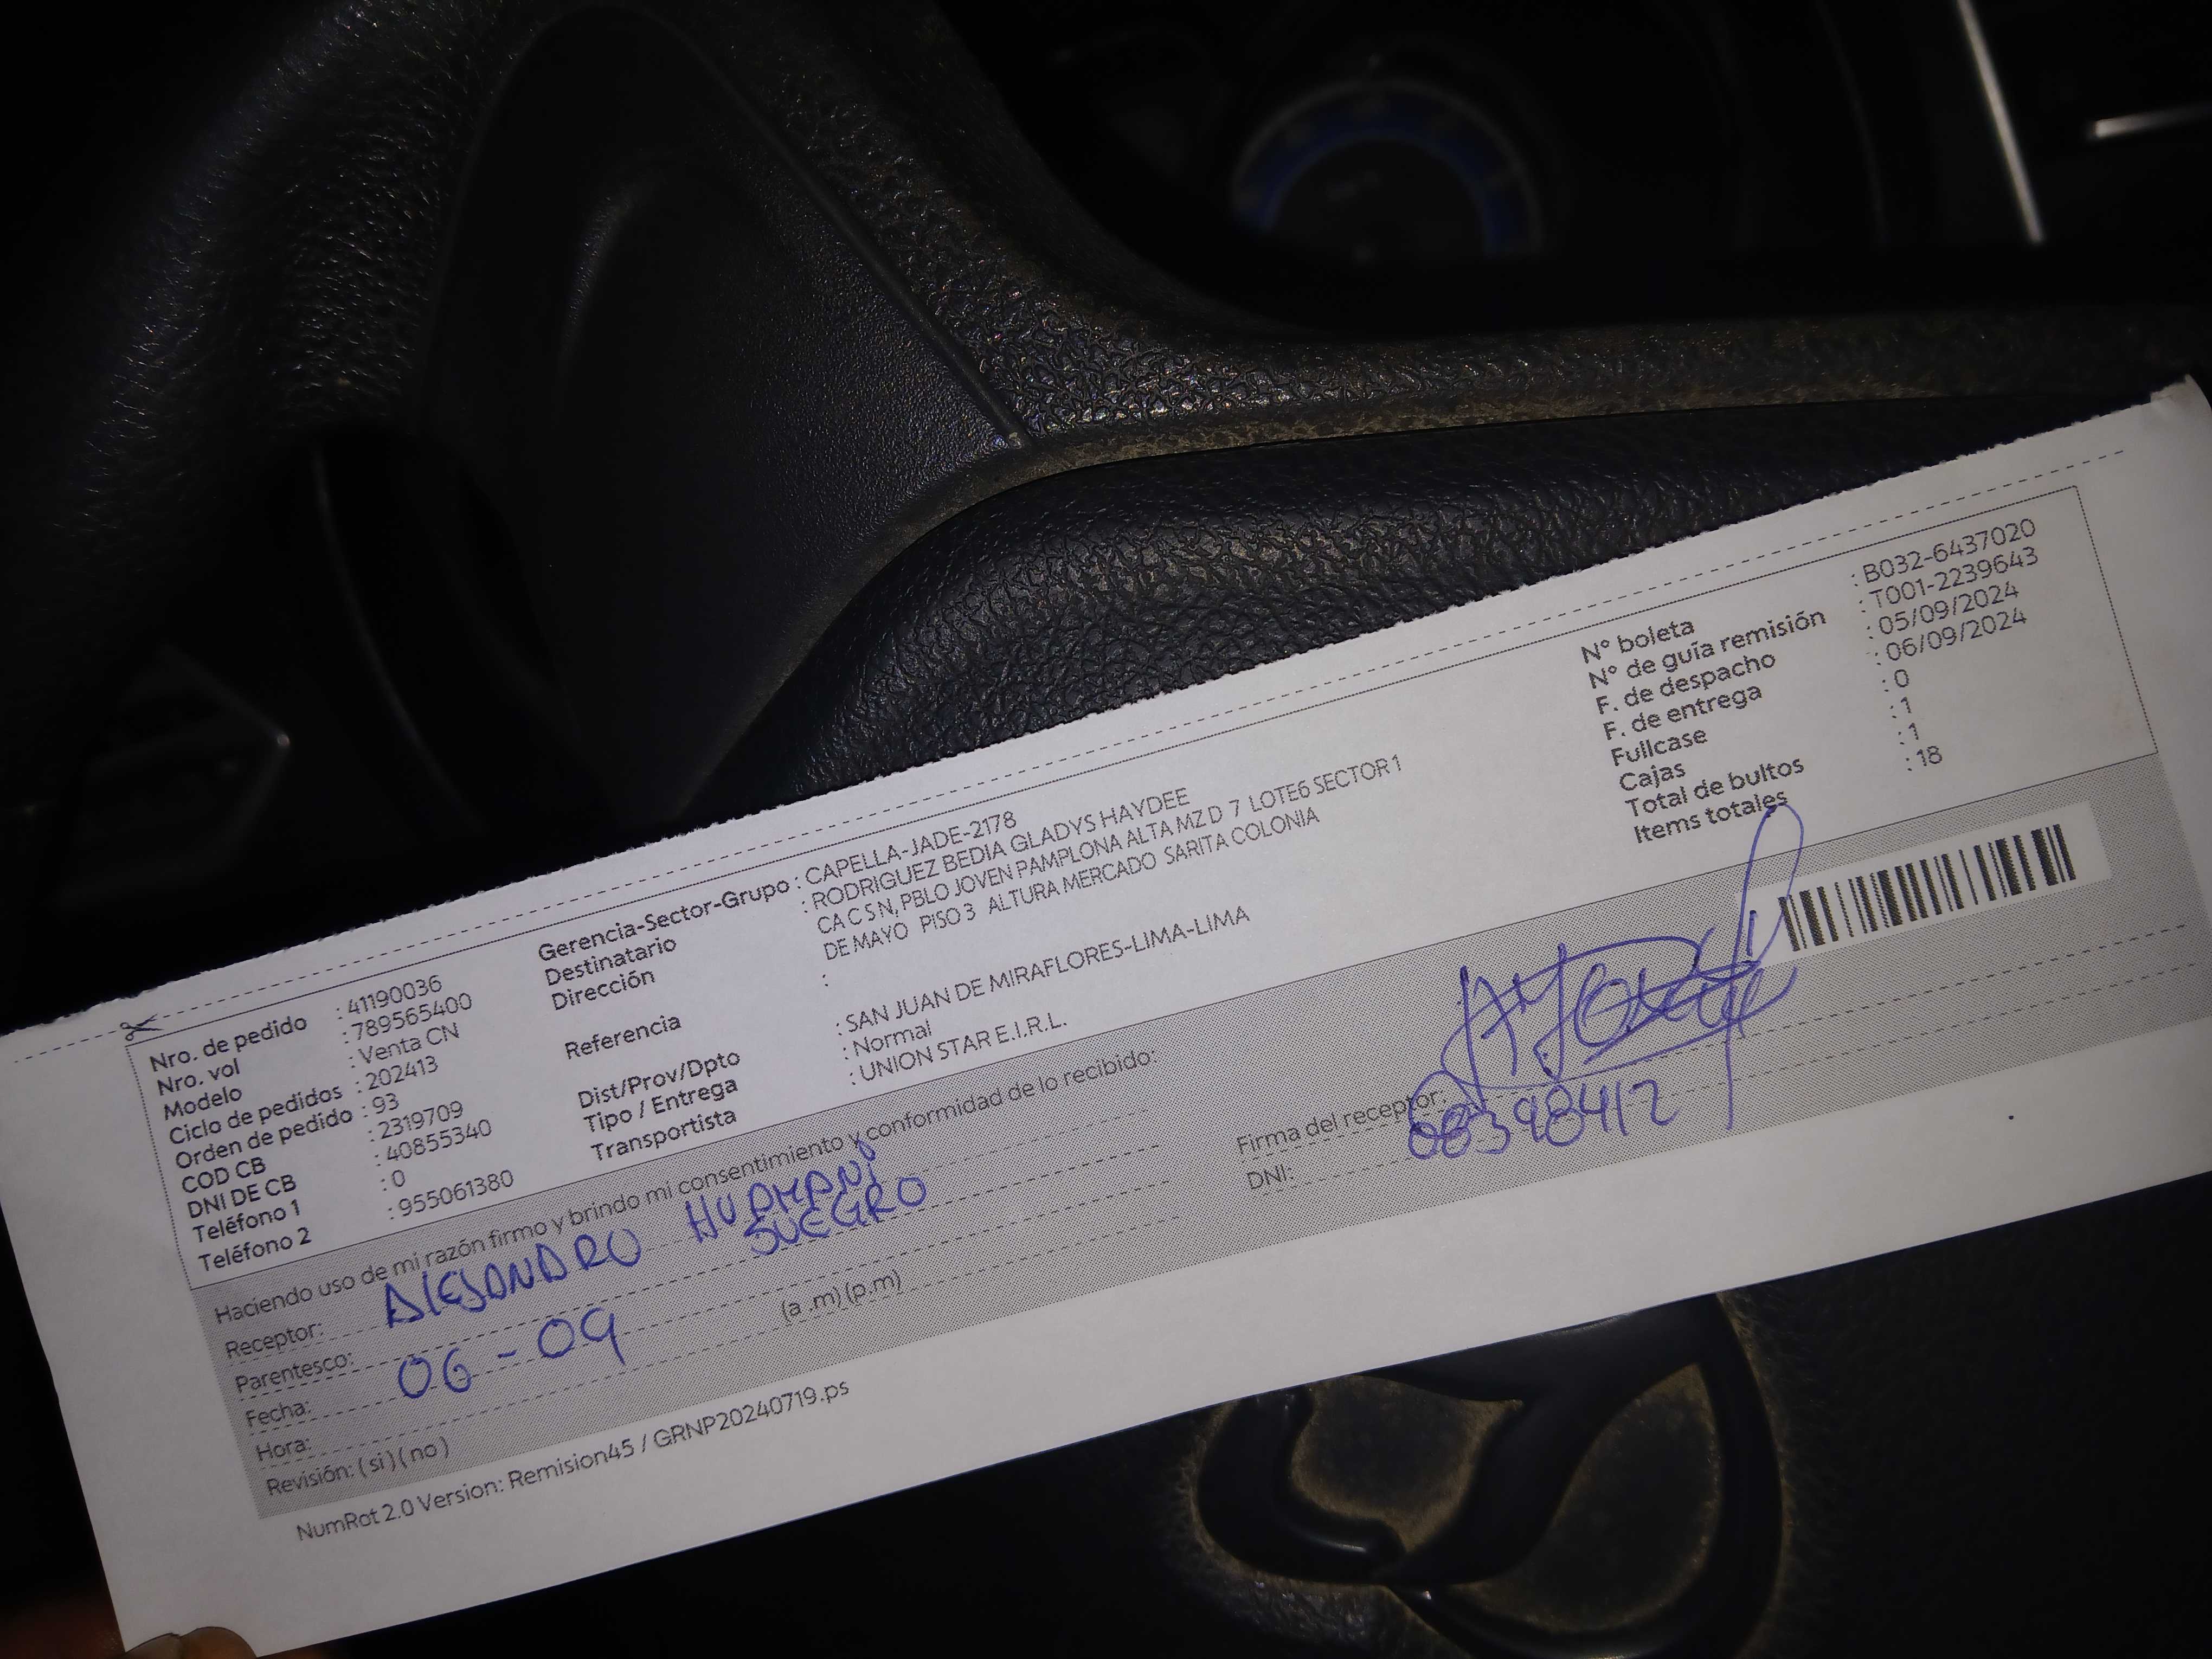 Nro. de pedido : 41190036
Nro. vol : 789565400
Modelo : Venta CN
Ciclo de pedidos : 202413
Orden de pedido : 93
COD CB : 2319709
DNI DE CB : 40855340
Teléfono 1 : 0
Teléfono 2 : 955061380
Gerencia-Sector-Grupo : CAPELLA-JADE-2178
Destinatario : RODRIGUEZ BEDIA GLADYS HAYDEE
Dirección CA C S N, PBLO JOVEN PAMPLONA ALTA MZ D 7 LOTE6 SECTOR 1
DE MAYO PISO 3 ALTURA MERCADO SARITA COLONIA
Referencia :
Dist/Prov/Dpto : SAN JUAN DE MIRAFLORES-LIMA-LIMA
Tipo / Entrega : Normal
Transportista : UNION STAR E.I.R.L.
N° boleta : B032-6437020
N° de guía remisión : T001-2239643
F. de despacho : 05/09/2024
F. de entrega : 06/09/2024
Fullcase : 0
Cajas : 1
Total de bultos : 1
Items totales : 18
Haciendo uso de mi razón firmo y brindo mi consentimiento y conformidad de lo recibido:
Receptor: ALEJANDRO HUAMANI
Parentesco: SUEGRO
Fecha: 06-09
Hora: (a .m) (p.m)
Revisión: ( si ) ( no )
Firma del receptor:
DNI: 08398412
NumRot 2.0 Version: Remision45 / GRNP20240719.ps